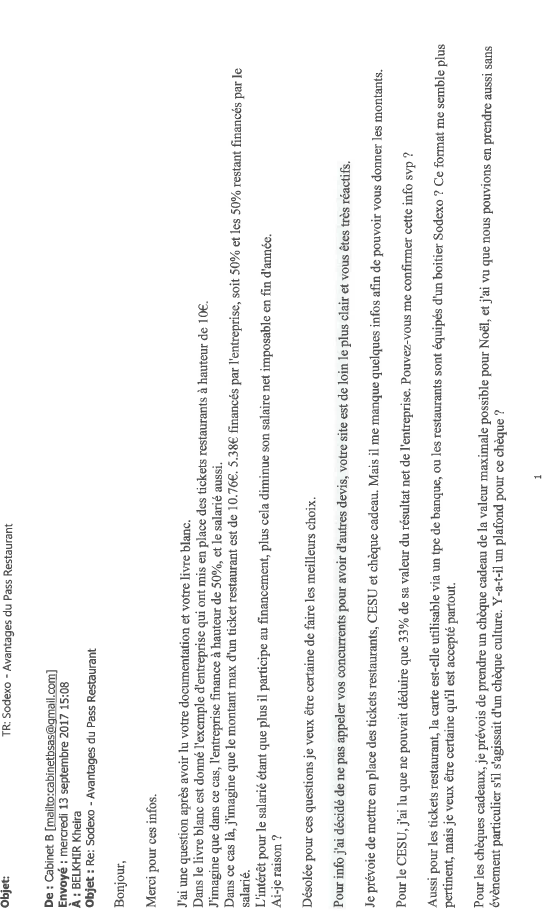 Objet: TR: Sodexo - Avantages du Pass Restaurant
De : Cabinet B [mailto:cabinetbsas@gmail.com]
Envoyé : mercredi 13 septembre 2017 15:08
À : BELKHIR Kheira
Objet : Re: Sodexo - Avantages du Pass Restaurant
Bonjour,
Merci pour ces infos.
J'ai une question après avoir lu votre documentation et votre livre blanc.
Dans le livre blanc est donné l'exemple d'entreprise qui ont mis en place des tickets restaurants à hauteur de 10€.
J'imagine que dans ce cas, l'entreprise finance à hauteur de 50%, et le salarié aussi.
Dans ce cas là, j'imagine que le montant max d'un ticket restaurant est de 10.76€. 5.38€ financés par l'entreprise, soit 50% et les 50% restant financés par le
salarié.
L'intérêt pour le salarié étant que plus il participe au financement, plus cela diminue son salaire net imposable en fin d'année.
Ai-je raison ?
Désolée pour ces questions je veux être certaine de faire les meilleurs choix.
Pour info j'ai décidé de ne pas appeler vos concurrents pour avoir d'autres devis, votre site est de loin le plus clair et vous êtes très réactifs.
Je prévoie de mettre en place des tickets restaurants, CESU et chèque cadeau. Mais il me manque quelques infos afin de pouvoir vous donner les montants.
Pour le CESU, j'ai lu que ne pouvait déduire que 33% de sa valeur du résultat net de l'entreprise. Pouvez-vous me confirmer cette info svp ?
Aussi pour les tickets restaurant, la carte est-elle utilisable via un tpe de banque, ou les restaurants sont équipés d'un boitier Sodexo ? Ce format me semble plus
pertinent, mais je veux être certaine qu'il est accepté partout.
Pour les chèques cadeaux, je prévois de prendre un chèque cadeau de la valeur maximale possible pour Noël, et j'ai vu que nous pouvions en prendre aussi sans
évènement particulier s'il s'agissait d'un chèque culture. Y-a-t-il un plafond pour ce chèque ?
1